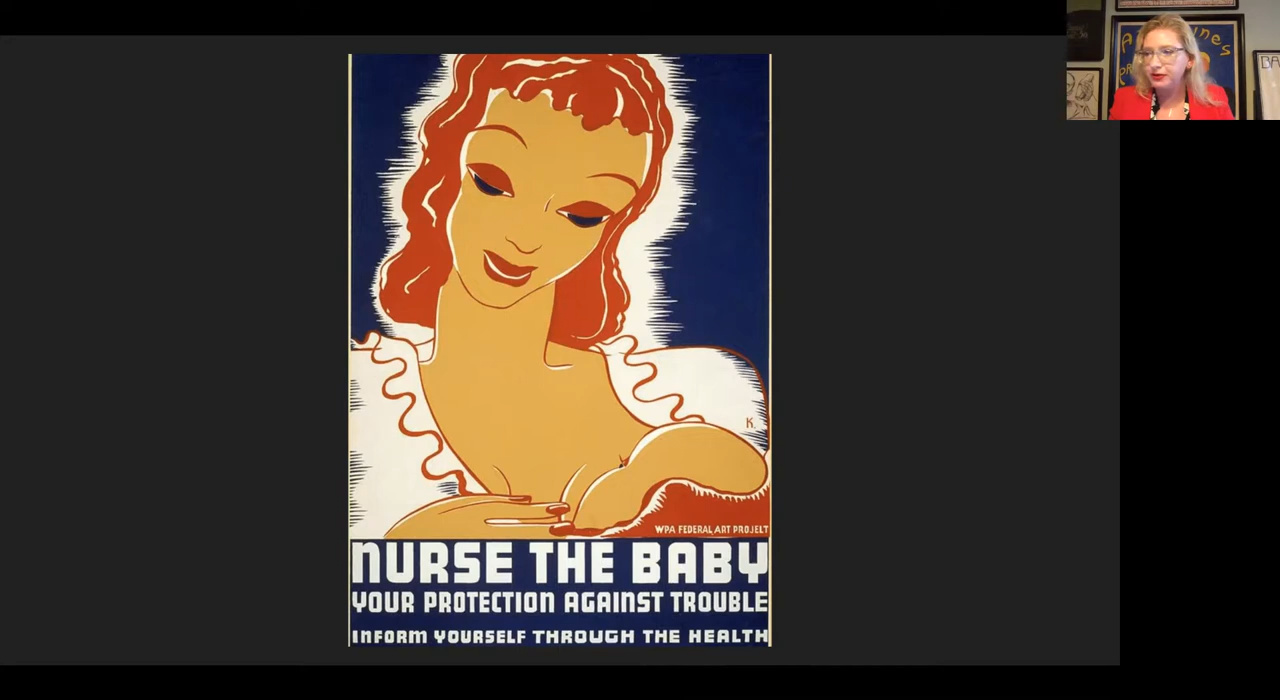 K.
WPA FEDERAL ART PROJECT
NURSE THE BABY
YOUR PROTECTION AGAINST TROUBLE
INFORM YOURSELF THROUGH THE HEALTH